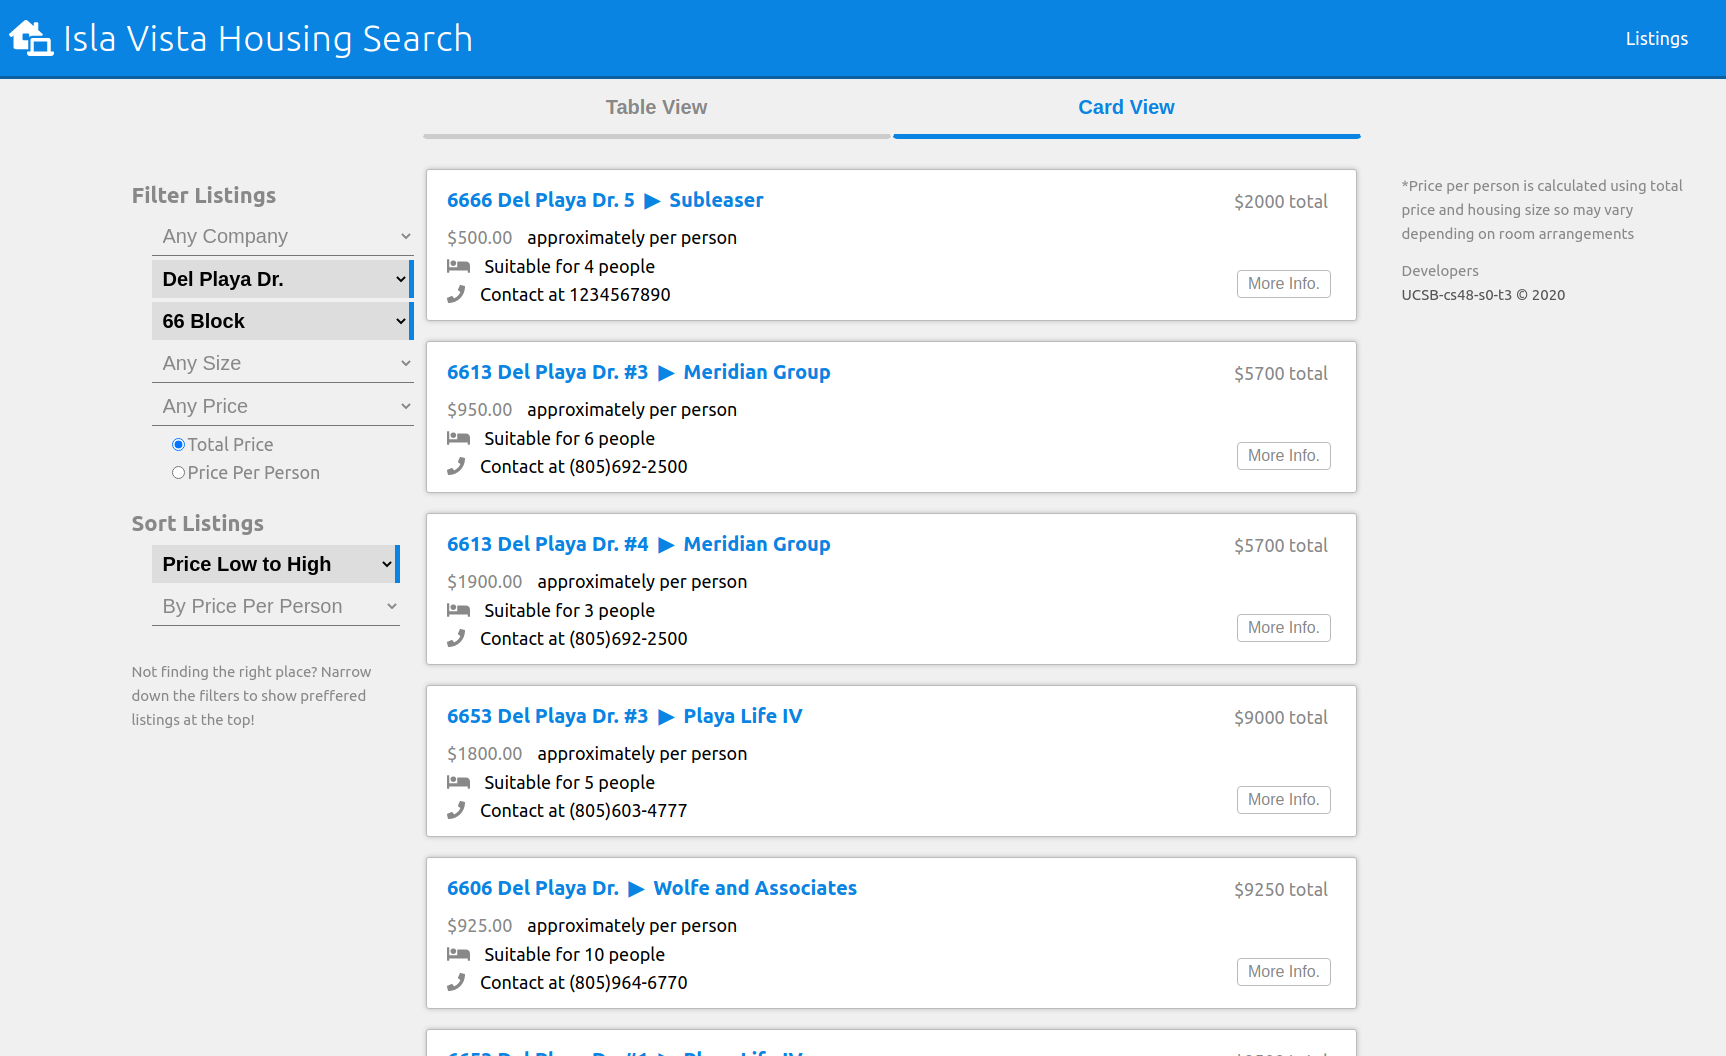 Isla Vista Housing Search
Listings
Table View
Card View
Filter Listings
Any Company
Del Playa Dr.
66 Block
Any Size
Any Price
Total Price
Price Per Person
Sort Listings
Price Low to High
By Price Per Person
Not finding the right place? Narrow
down the filters to show preffered
listings at the top!
6666 Del Playa Dr. 5 ▶ Subleaser
$2000 total
$500.00 approximately per person
Suitable for 4 people
Contact at 1234567890
More Info.
6613 Del Playa Dr. #3 ▶ Meridian Group
$5700 total
$950.00 approximately per person
Suitable for 6 people
Contact at (805)692-2500
More Info.
6613 Del Playa Dr. #4 ▶ Meridian Group
$5700 total
$1900.00 approximately per person
Suitable for 3 people
Contact at (805)692-2500
More Info.
6653 Del Playa Dr. #3 ▶ Playa Life IV
$9000 total
$1800.00 approximately per person
Suitable for 5 people
Contact at (805)603-4777
More Info.
6606 Del Playa Dr. ▶ Wolfe and Associates
$9250 total
$925.00 approximately per person
Suitable for 10 people
Contact at (805)964-6770
More Info.
6653 Del Playa Dr. #1 ▶ Playa Life IV
*Price per person is calculated using total
price and housing size so may vary
depending on room arrangements
Developers
UCSB-cs48-s0-t3 © 2020